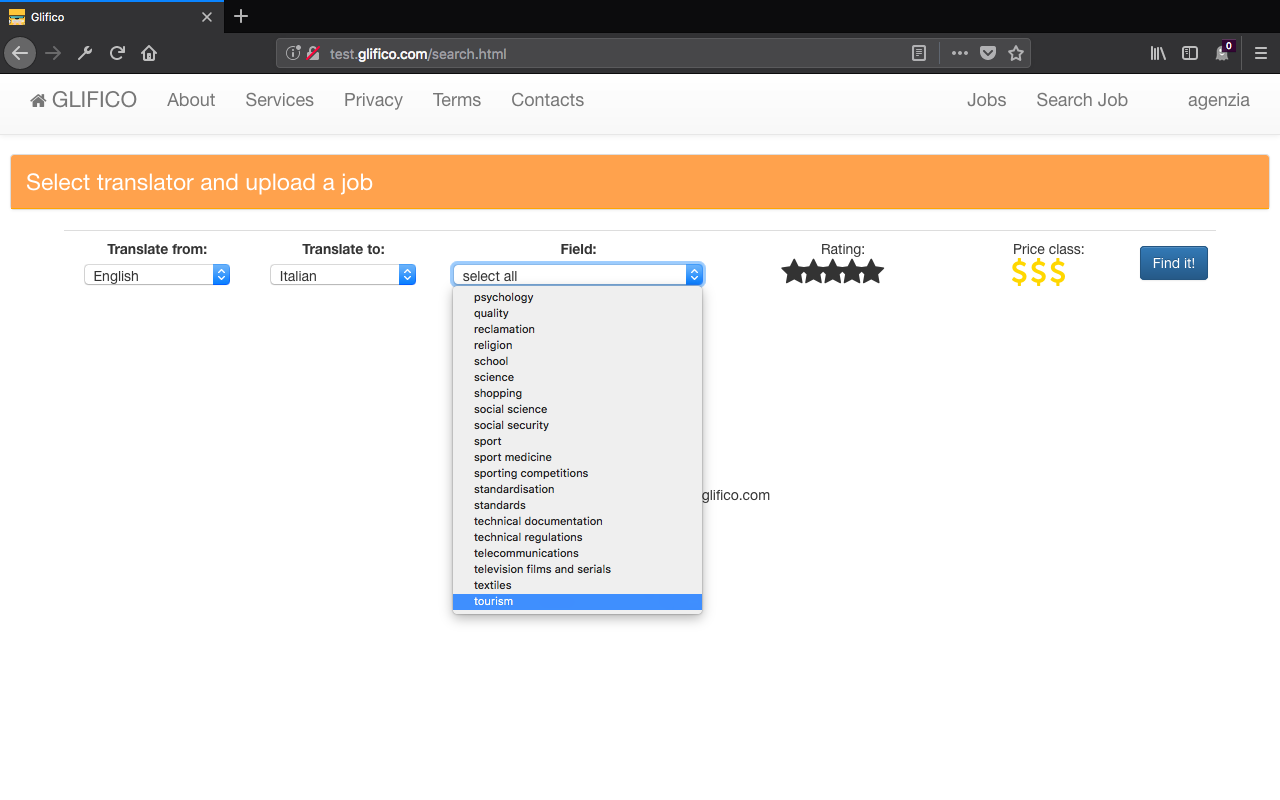 Glifico
0
test.glifico.com/search.html
GLIFICO About Services Privacy Terms Contacts Jobs Search Job agenzia
Select translator and upload a job
Translate from: Translate to: Field: Rating: Price class:
English Italian select all $$$ Find it!
psychology
quality
reclamation
religion
school
science
shopping
social science
social security
sport
sport medicine
sporting competitions
standardisation
glifico.com
standards
technical documentation
technical regulations
telecommunications
television films and serials
textiles
tourism